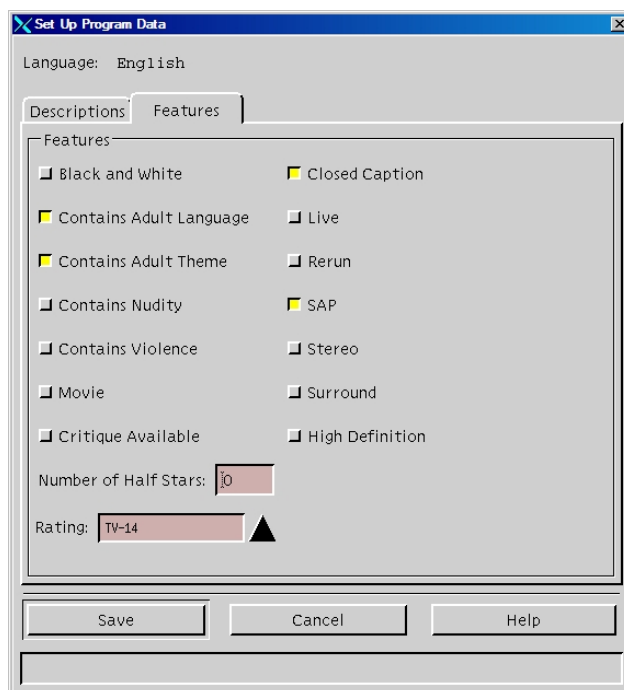 Set Up Program Data
Language: English
Descriptions Features
Features
Black and White Closed Caption
Contains Adult Language Live
Contains Adult Theme Rerun
Contains Nudity SAP
Contains Violence Stereo
Movie Surround
Critique Available High Definition
Number of Half Stars: 0
Rating: TV-14
Save Cancel Help